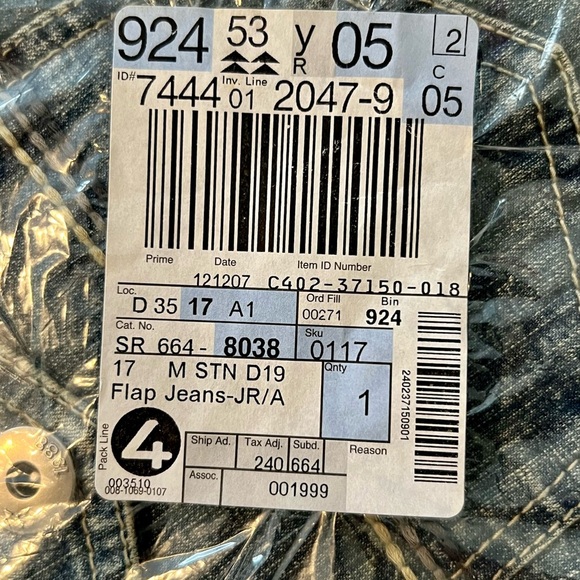 924 53 y R 05 2
ID# 7444 Inv. Line 01 2047-9 C 05
Prime Date Item ID Number
121207 C402-37150-018
Loc. D 35 17 A1 Ord Fill 00271 Bin 924
Cat. No. SR 664- 8038 Sku 0117
17 M STN D19 Qnty 1
Flap Jeans-JR/A
240237150901
Pack Line 4 Ship Ad. Tax Adj. Subd. Reason
240 664
003510 Assoc. 001999
008-1069-0107